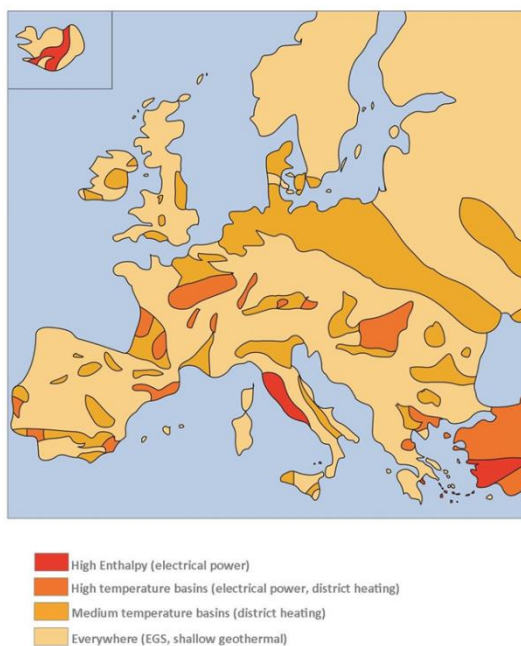 High Enthalpy (electrical power)
High temperature basins (electrical power, district heating)
Medium temperature basins (district heating)
Everywhere (EGS, shallow geothermal)